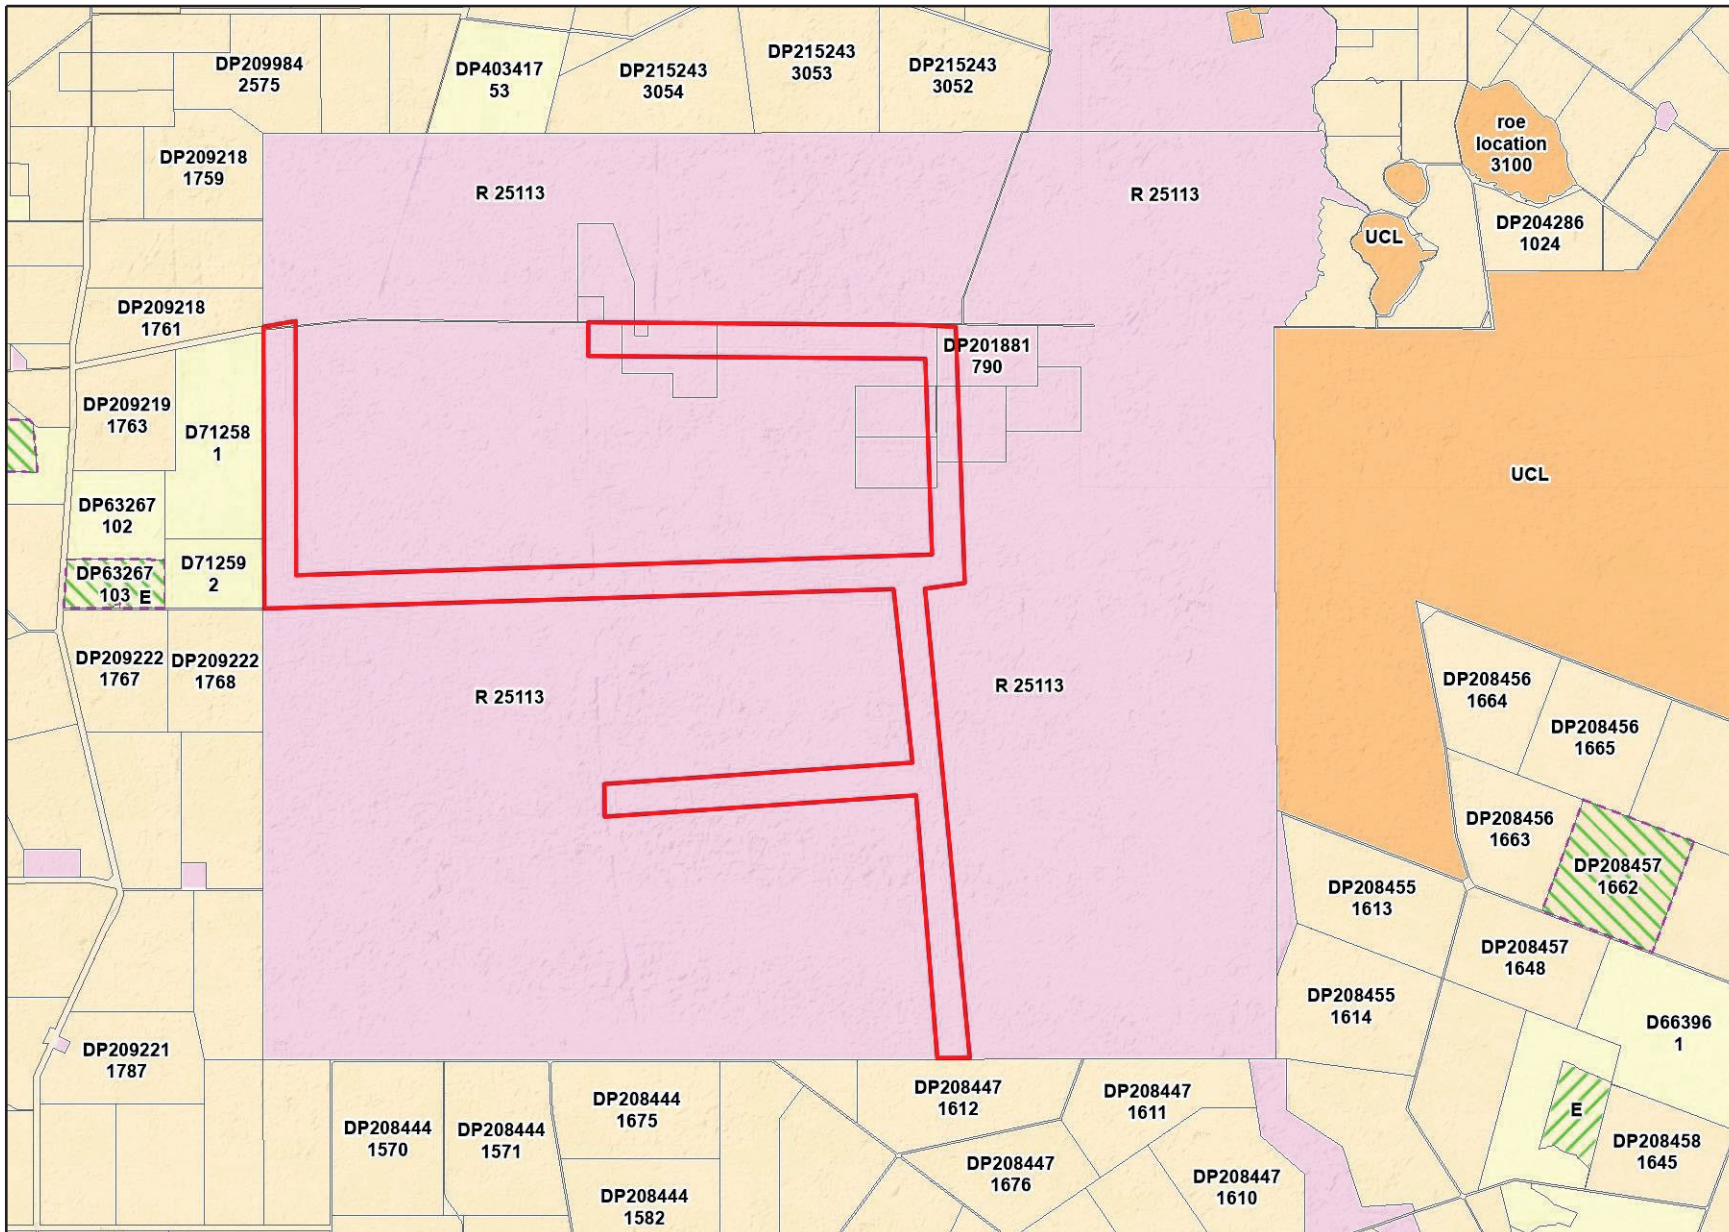 DP209984
2575
DP403417
53
DP215243
3054
DP215243
3053
DP215243
3052
roe
location
3100
DP209218
1759
R 25113
R 25113
DP204286
1024
UCL
DP209218
1761
DP201881
790
DP209219
1763
D71258
1
UCL
DP63267
102
DP63267
103 E
D71259
2
DP209222
1767
DP209222
1768
R 25113
R 25113
DP208456
1664
DP208456
1665
DP208456
1663
DP208457
1662
DP208455
1613
DP208457
1648
DP208455
1614
D66396
1
DP209221
1787
DP208444
1570
DP208444
1571
DP208444
1675
DP208444
1582
DP208447
1612
DP208447
1611
DP208447
1676
DP208447
1610
E
DP208458
1645